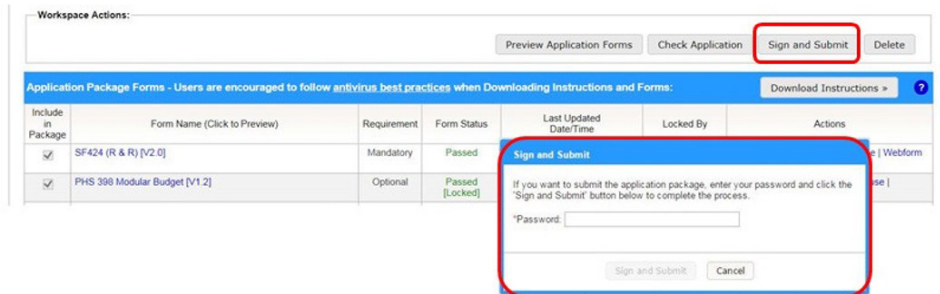 Workspace Actions:
Preview Application Forms Check Application Sign and Submit Delete
Application Package Forms - Users are encouraged to follow antivirus best practices when Downloading Instructions and Forms: Download Instructions » ?
Include in Package Form Name (Click to Preview) Requirement Form Status Last Updated Date/Time Locked By Actions
SF424 (R & R) [V2.0] Mandatory Passed | Webform
PHS 398 Modular Budget [V1.2] Optional Passed [Locked] |
Sign and Submit
If you want to submit the application package, enter your password and click the
'Sign and Submit' button below to complete the process.
*Password:
Sign and Submit Cancel